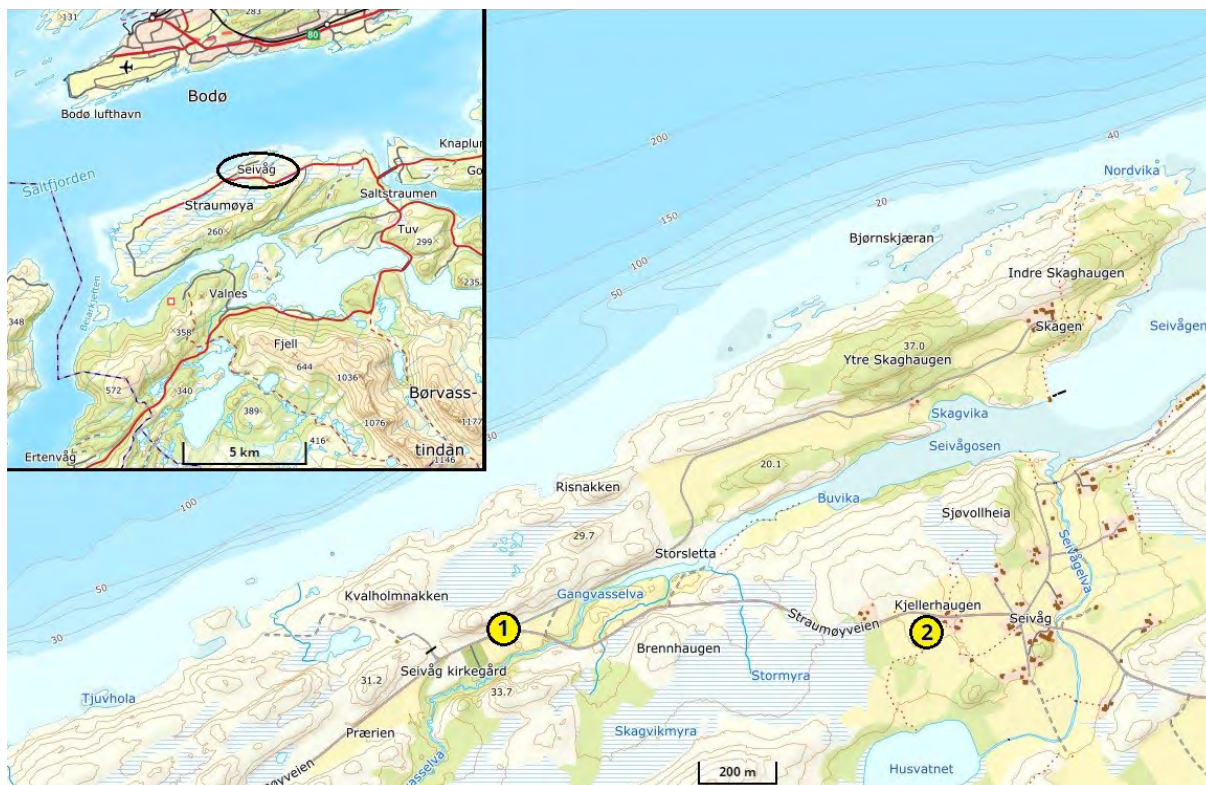 131
283
80
Bodø
Bodø lufthavn
Knaplun
Seivåg
Go
Saltfjorden
Saltstraumen
Straumøya
Tuv
260
299
Valnes
235
Beiarkjeften
348
358
Fjell
644
572
340
1036
Børvass-
389
1076
1177
416
tindan
5 km
1146
Ertenvåg
200
40
Nordvika
150
20
Bjørnskjæran
100
Indre Skaghaugen
50
Skagen
Seivågen
37.0
Ytre Skaghaugen
Skagvika
30
Seivågosen
20.1
Risnakken
Buvika
100
Sjøvollheia
29.7
Storsletta
Seivågelva
50
Kvalholmnakken
Gangvasselva
Kjellerhaugen
30
1
Straumøyveien
2
Seivåg
Brennhaugen
Seivåg kirkegård
Stormyra
31.2
33.7
Tjuvhola
Prærien
Skagvikmyra
vasselva
møyveien
200 m
Husvatnet